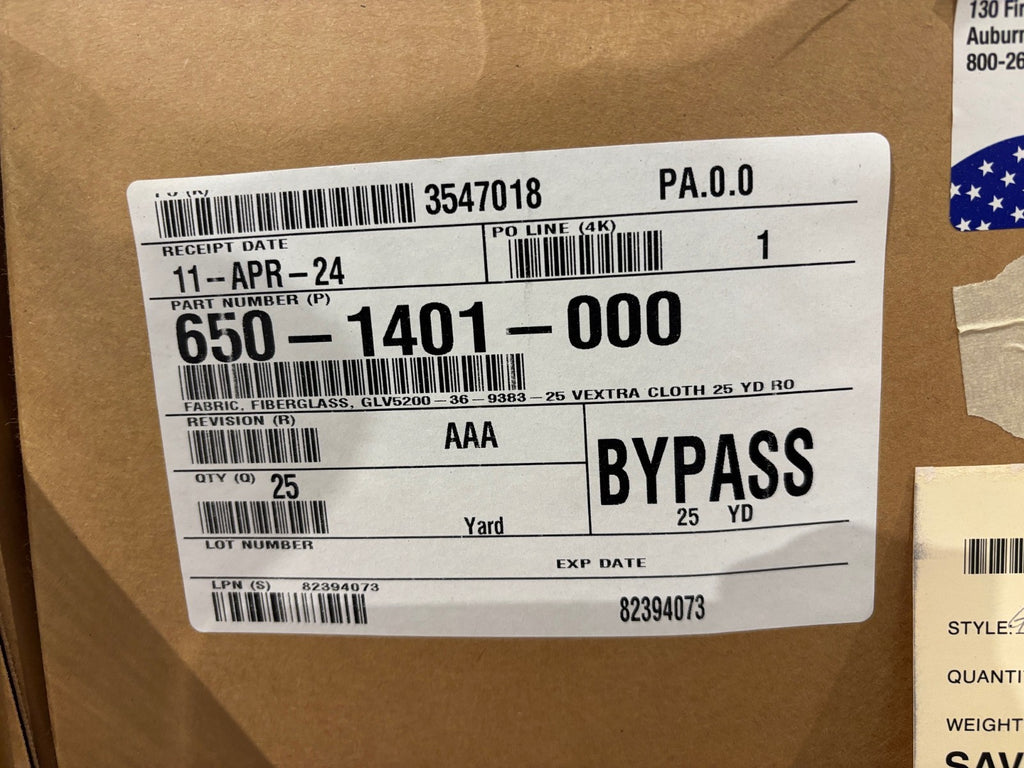 3547018 PA.0.0
RECEIPT DATE
11-APR-24
PO LINE (4K)
1
PART NUMBER (P)
650-1401-000
FABRIC, FIBERGLASS, GLV5200-36-9383-25 VEXTRA CLOTH 25 YD RO
REVISION (R)
AAA
QTY (Q) 25
Yard
BYPASS
25 YD
LOT NUMBER
EXP DATE
LPN (S) 82394073
82394073
130
Auburn
800-26
STYLE:
QUANTI
WEIGHT
SAV